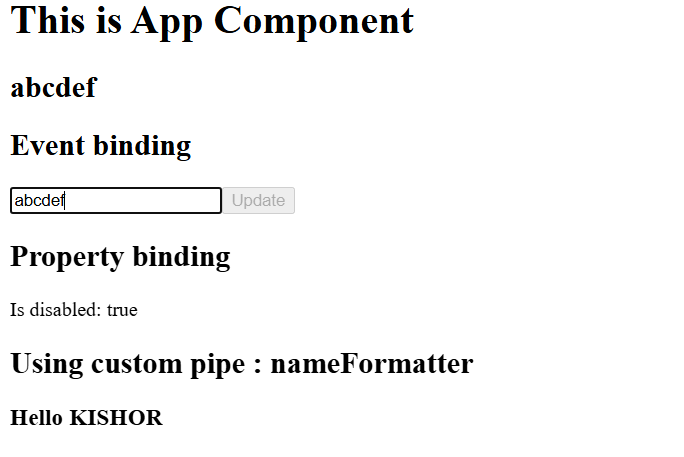 This is App Component
abcdef
Event binding
abcdef Update
Property binding
Is disabled: true
Using custom pipe : nameFormatter
Hello KISHOR